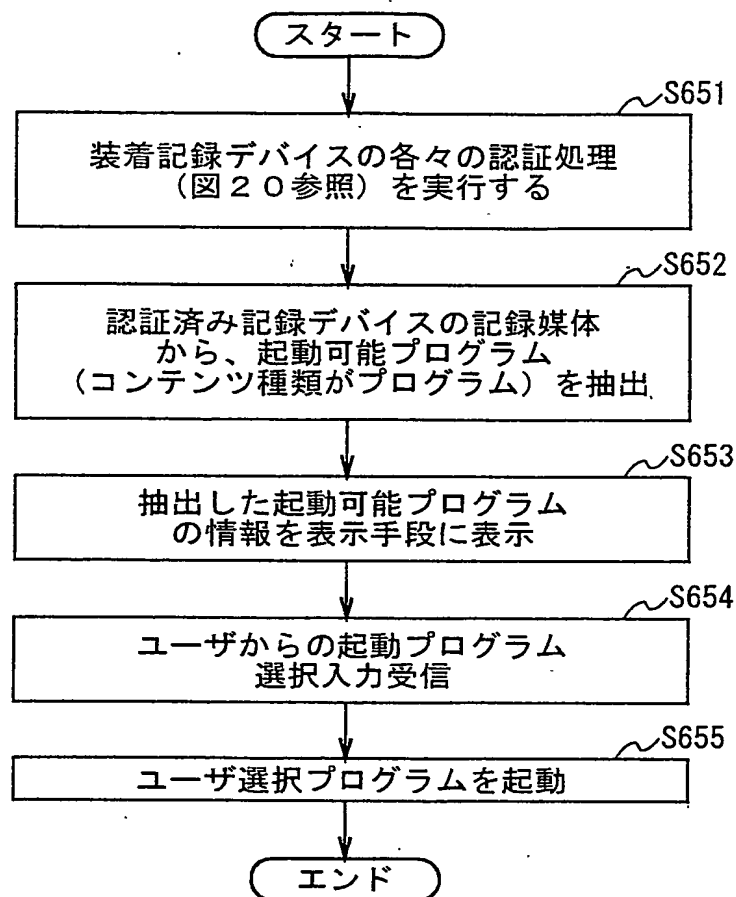 スタート
S651
装着記録デバイスの各々の認証処理
(図20参照)を実行する
S652
認証済み記録デバイスの記録媒体
から、起動可能プログラム
(コンテンツ種類がプログラム)を抽出
S653
抽出した起動可能プログラム
の情報を表示手段に表示
S654
ユーザからの起動プログラム
選択入力受信
S655
ユーザ選択プログラムを起動
エンド